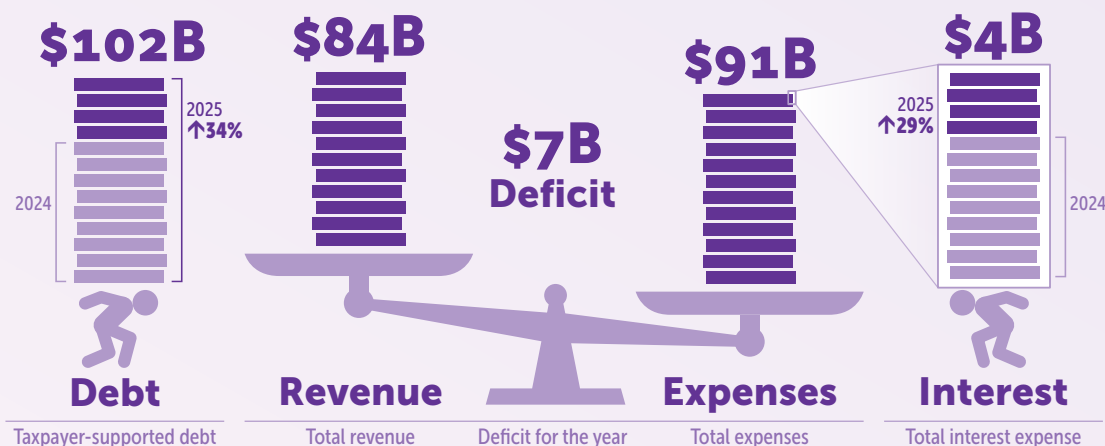 $102B
2025
↑34%
2024
Debt
Taxpayer-supported debt
$84B
Revenue
Total revenue
$7B
Deficit
Deficit for the year
$91B
Expenses
Total expenses
$4B
2025
↑29%
2024
Interest
Total interest expense